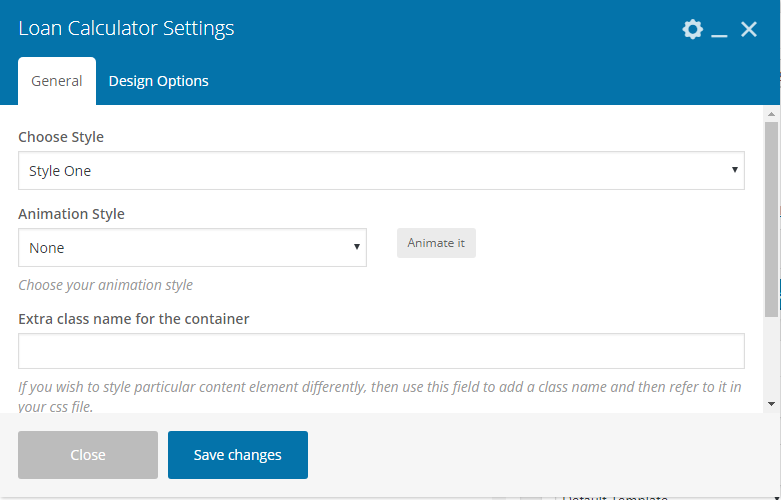 Loan Calculator Settings
General Design Options
Choose Style
Style One
Animation Style
None Animate it
Choose your animation style
Extra class name for the container
If you wish to style particular content element differently, then use this field to add a class name and then refer to it in
your css file.
Close Save changes
Default Template